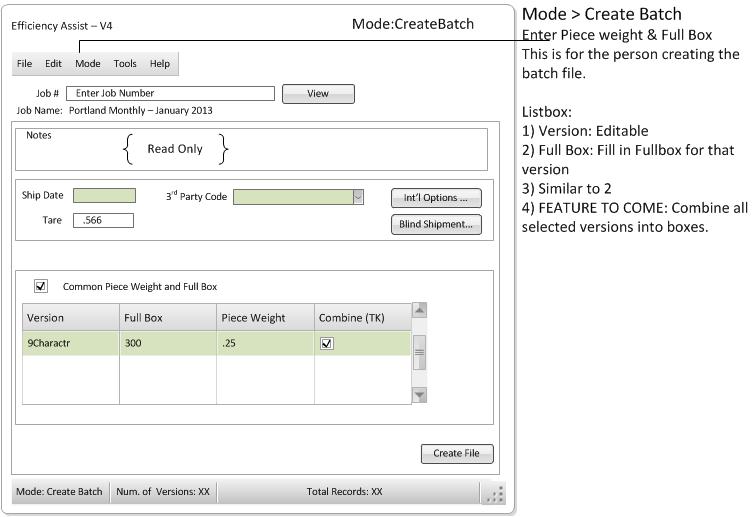 Efficiency Assist – V4
Mode:CreateBatch
File Edit Mode Tools Help
Job # Enter Job Number View
Job Name: Portland Monthly – January 2013
Notes
Read Only
Ship Date 3rd Party Code Int'l Options ...
Tare .566 Blind Shipment...
Common Piece Weight and Full Box
Version Full Box Piece Weight Combine (TK)
9Charactr 300 .25
Create File
Mode: Create Batch Num. of Versions: XX Total Records: XX
Mode > Create Batch
Enter Piece weight & Full Box
This is for the person creating the
batch file.
Listbox:
1) Version: Editable
2) Full Box: Fill in Fullbox for that
version
3) Similar to 2
4) FEATURE TO COME: Combine all
selected versions into boxes.